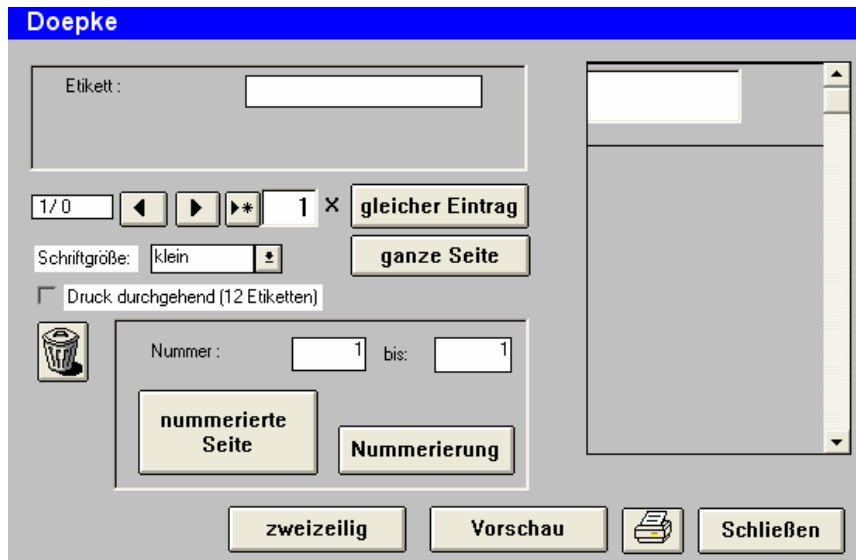 Doepke
Etikett :
1/ 0
1 × gleicher Eintrag
ganze Seite
Schriftgröße: klein
Druck durchgehend (12 Etiketten)
Nummer : 1 bis: 1
nummerierte
Seite
Nummerierung
zweizeilig Vorschau Schließen